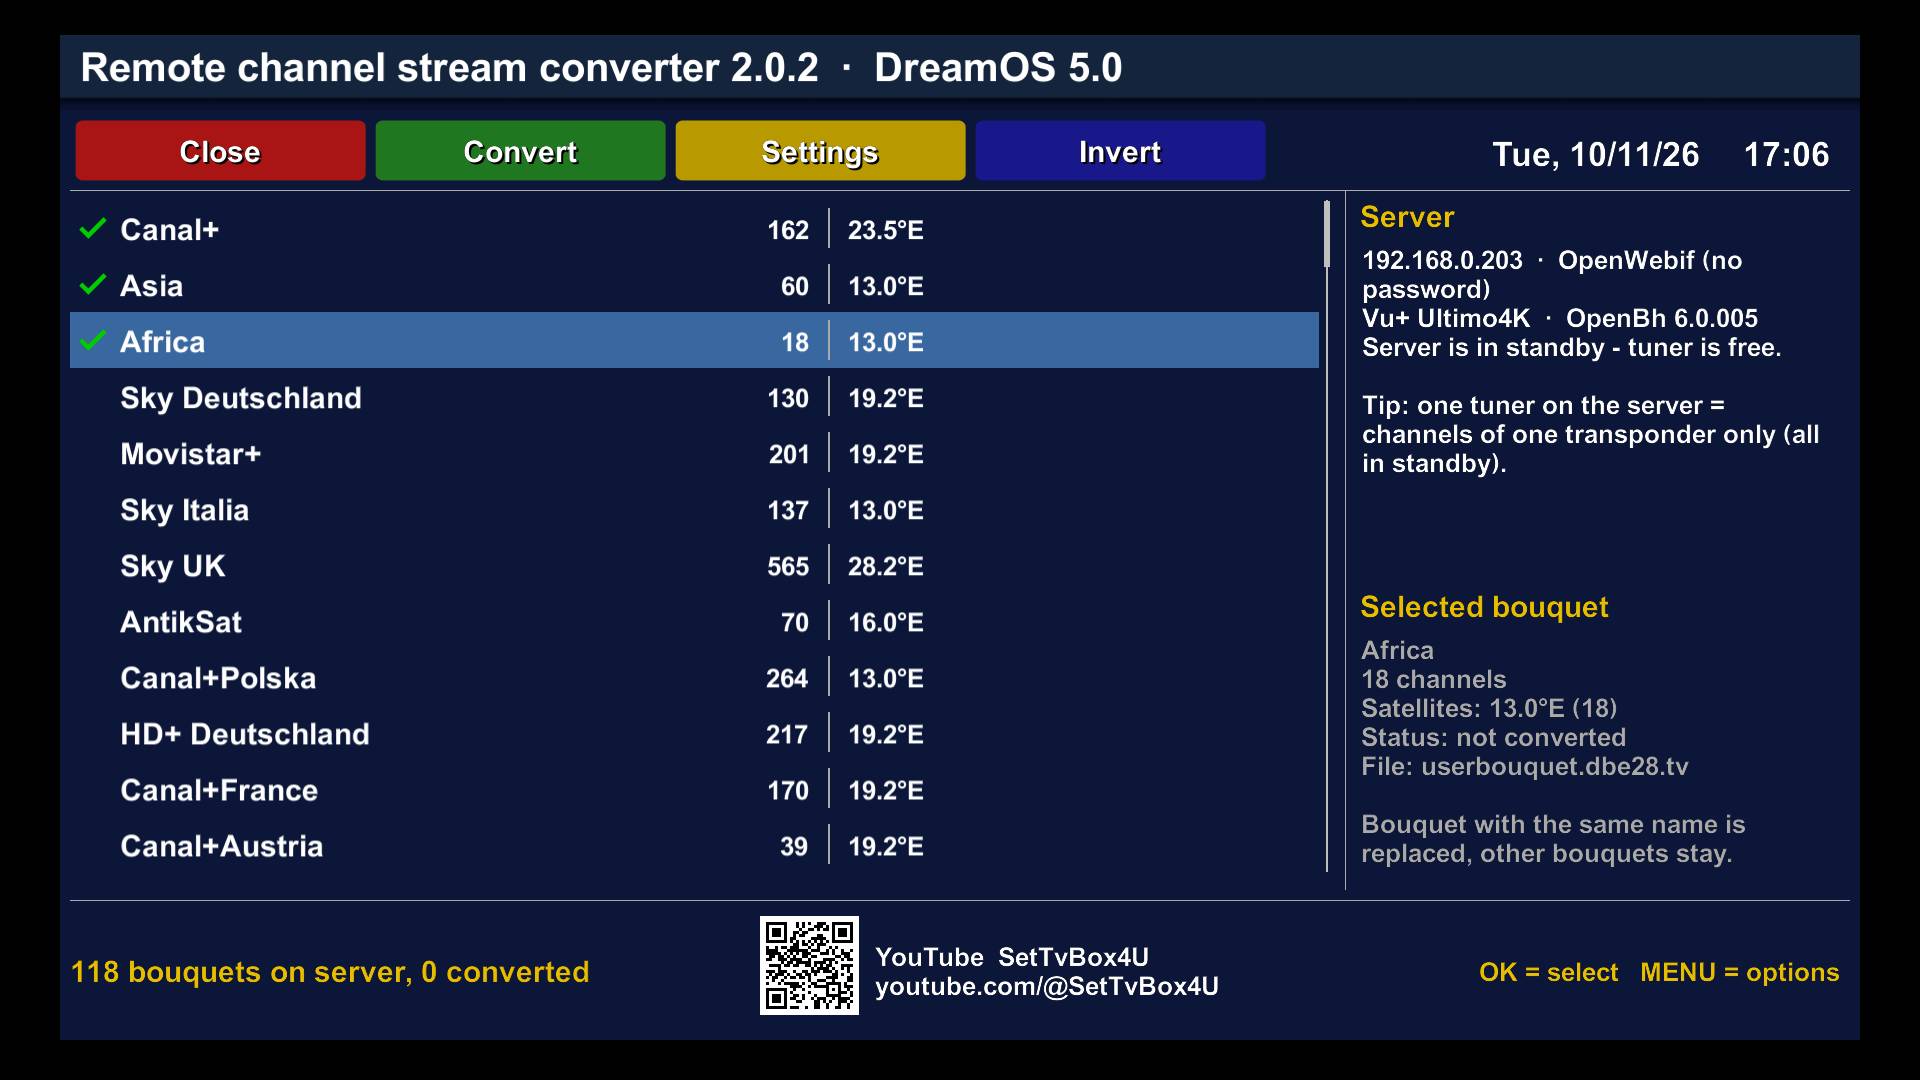 Remote channel stream converter 2.0.2 · DreamOS 5.0
Close Convert Settings Invert Tue, 10/11/26 17:06
Canal+ 162 23.5°E
Asia 60 13.0°E
Africa 18 13.0°E
Sky Deutschland 130 19.2°E
Movistar+ 201 19.2°E
Sky Italia 137 13.0°E
Sky UK 565 28.2°E
AntikSat 70 16.0°E
Canal+Polska 264 13.0°E
HD+ Deutschland 217 19.2°E
Canal+France 170 19.2°E
Canal+Austria 39 19.2°E
Server
192.168.0.203 · OpenWebif (no
password)
Vu+ Ultimo4K · OpenBh 6.0.005
Server is in standby - tuner is free.
Tip: one tuner on the server =
channels of one transponder only (all
in standby).
Selected bouquet
Africa
18 channels
Satellites: 13.0°E (18)
Status: not converted
File: userbouquet.dbe28.tv
Bouquet with the same name is
replaced, other bouquets stay.
118 bouquets on server, 0 converted
YouTube SetTvBox4U
youtube.com/@SetTvBox4U
OK = select MENU = options